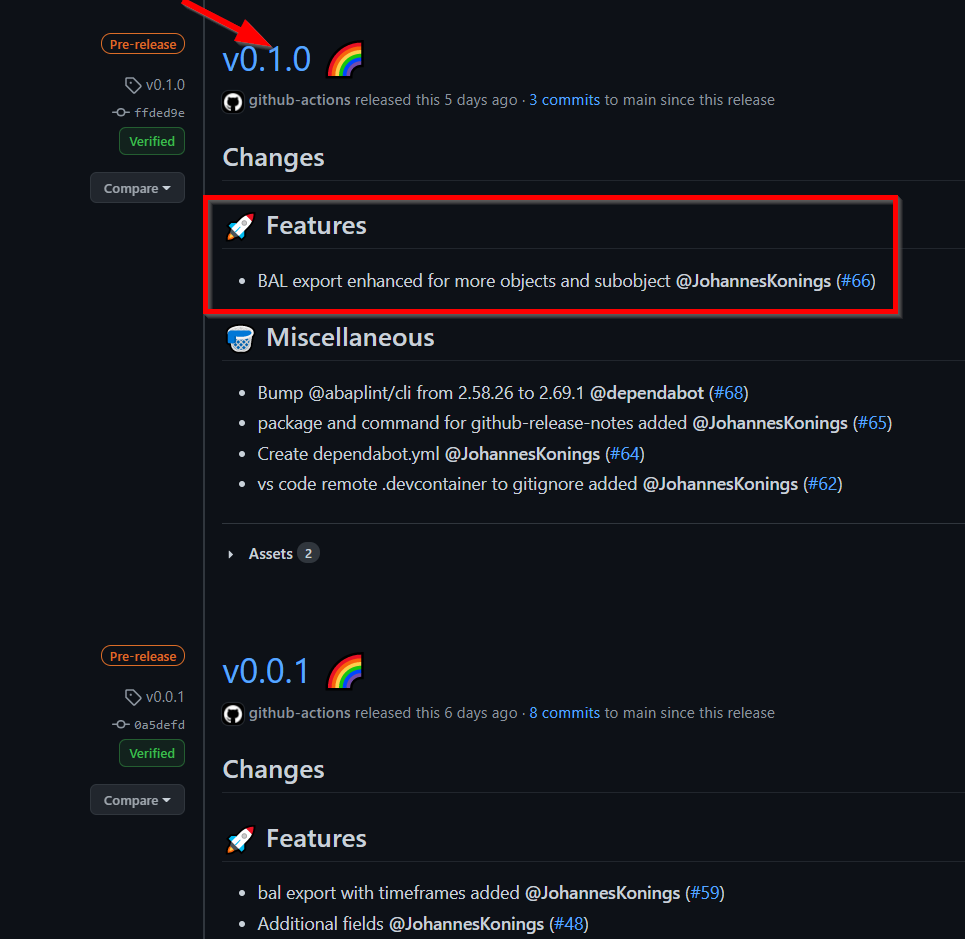 Pre-release
v0.1.0
ffded9e
Verified
Compare
v0.1.0
github-actions released this 5 days ago · 3 commits to main since this release
Changes
Features
• BAL export enhanced for more objects and subobject @JohannesKonings (#66)
Miscellaneous
• Bump @abaplint/cli from 2.58.26 to 2.69.1 @dependabot (#68)
• package and command for github-release-notes added @JohannesKonings (#65)
• Create dependabot.yml @JohannesKonings (#64)
• vs code remote .devcontainer to gitignore added @JohannesKonings (#62)
Assets 2
Pre-release
v0.0.1
0a5defd
Verified
Compare
v0.0.1
github-actions released this 6 days ago · 8 commits to main since this release
Changes
Features
• bal export with timeframes added @JohannesKonings (#59)
• Additional fields @JohannesKonings (#48)